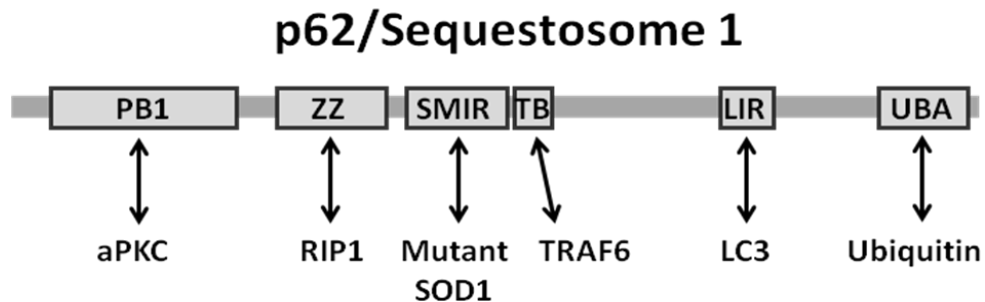 p62/Sequestosome 1
PB1 ZZ SMIR TB LIR UBA
aPKC RIP1 Mutant TRAF6 LC3 Ubiquitin
SOD1